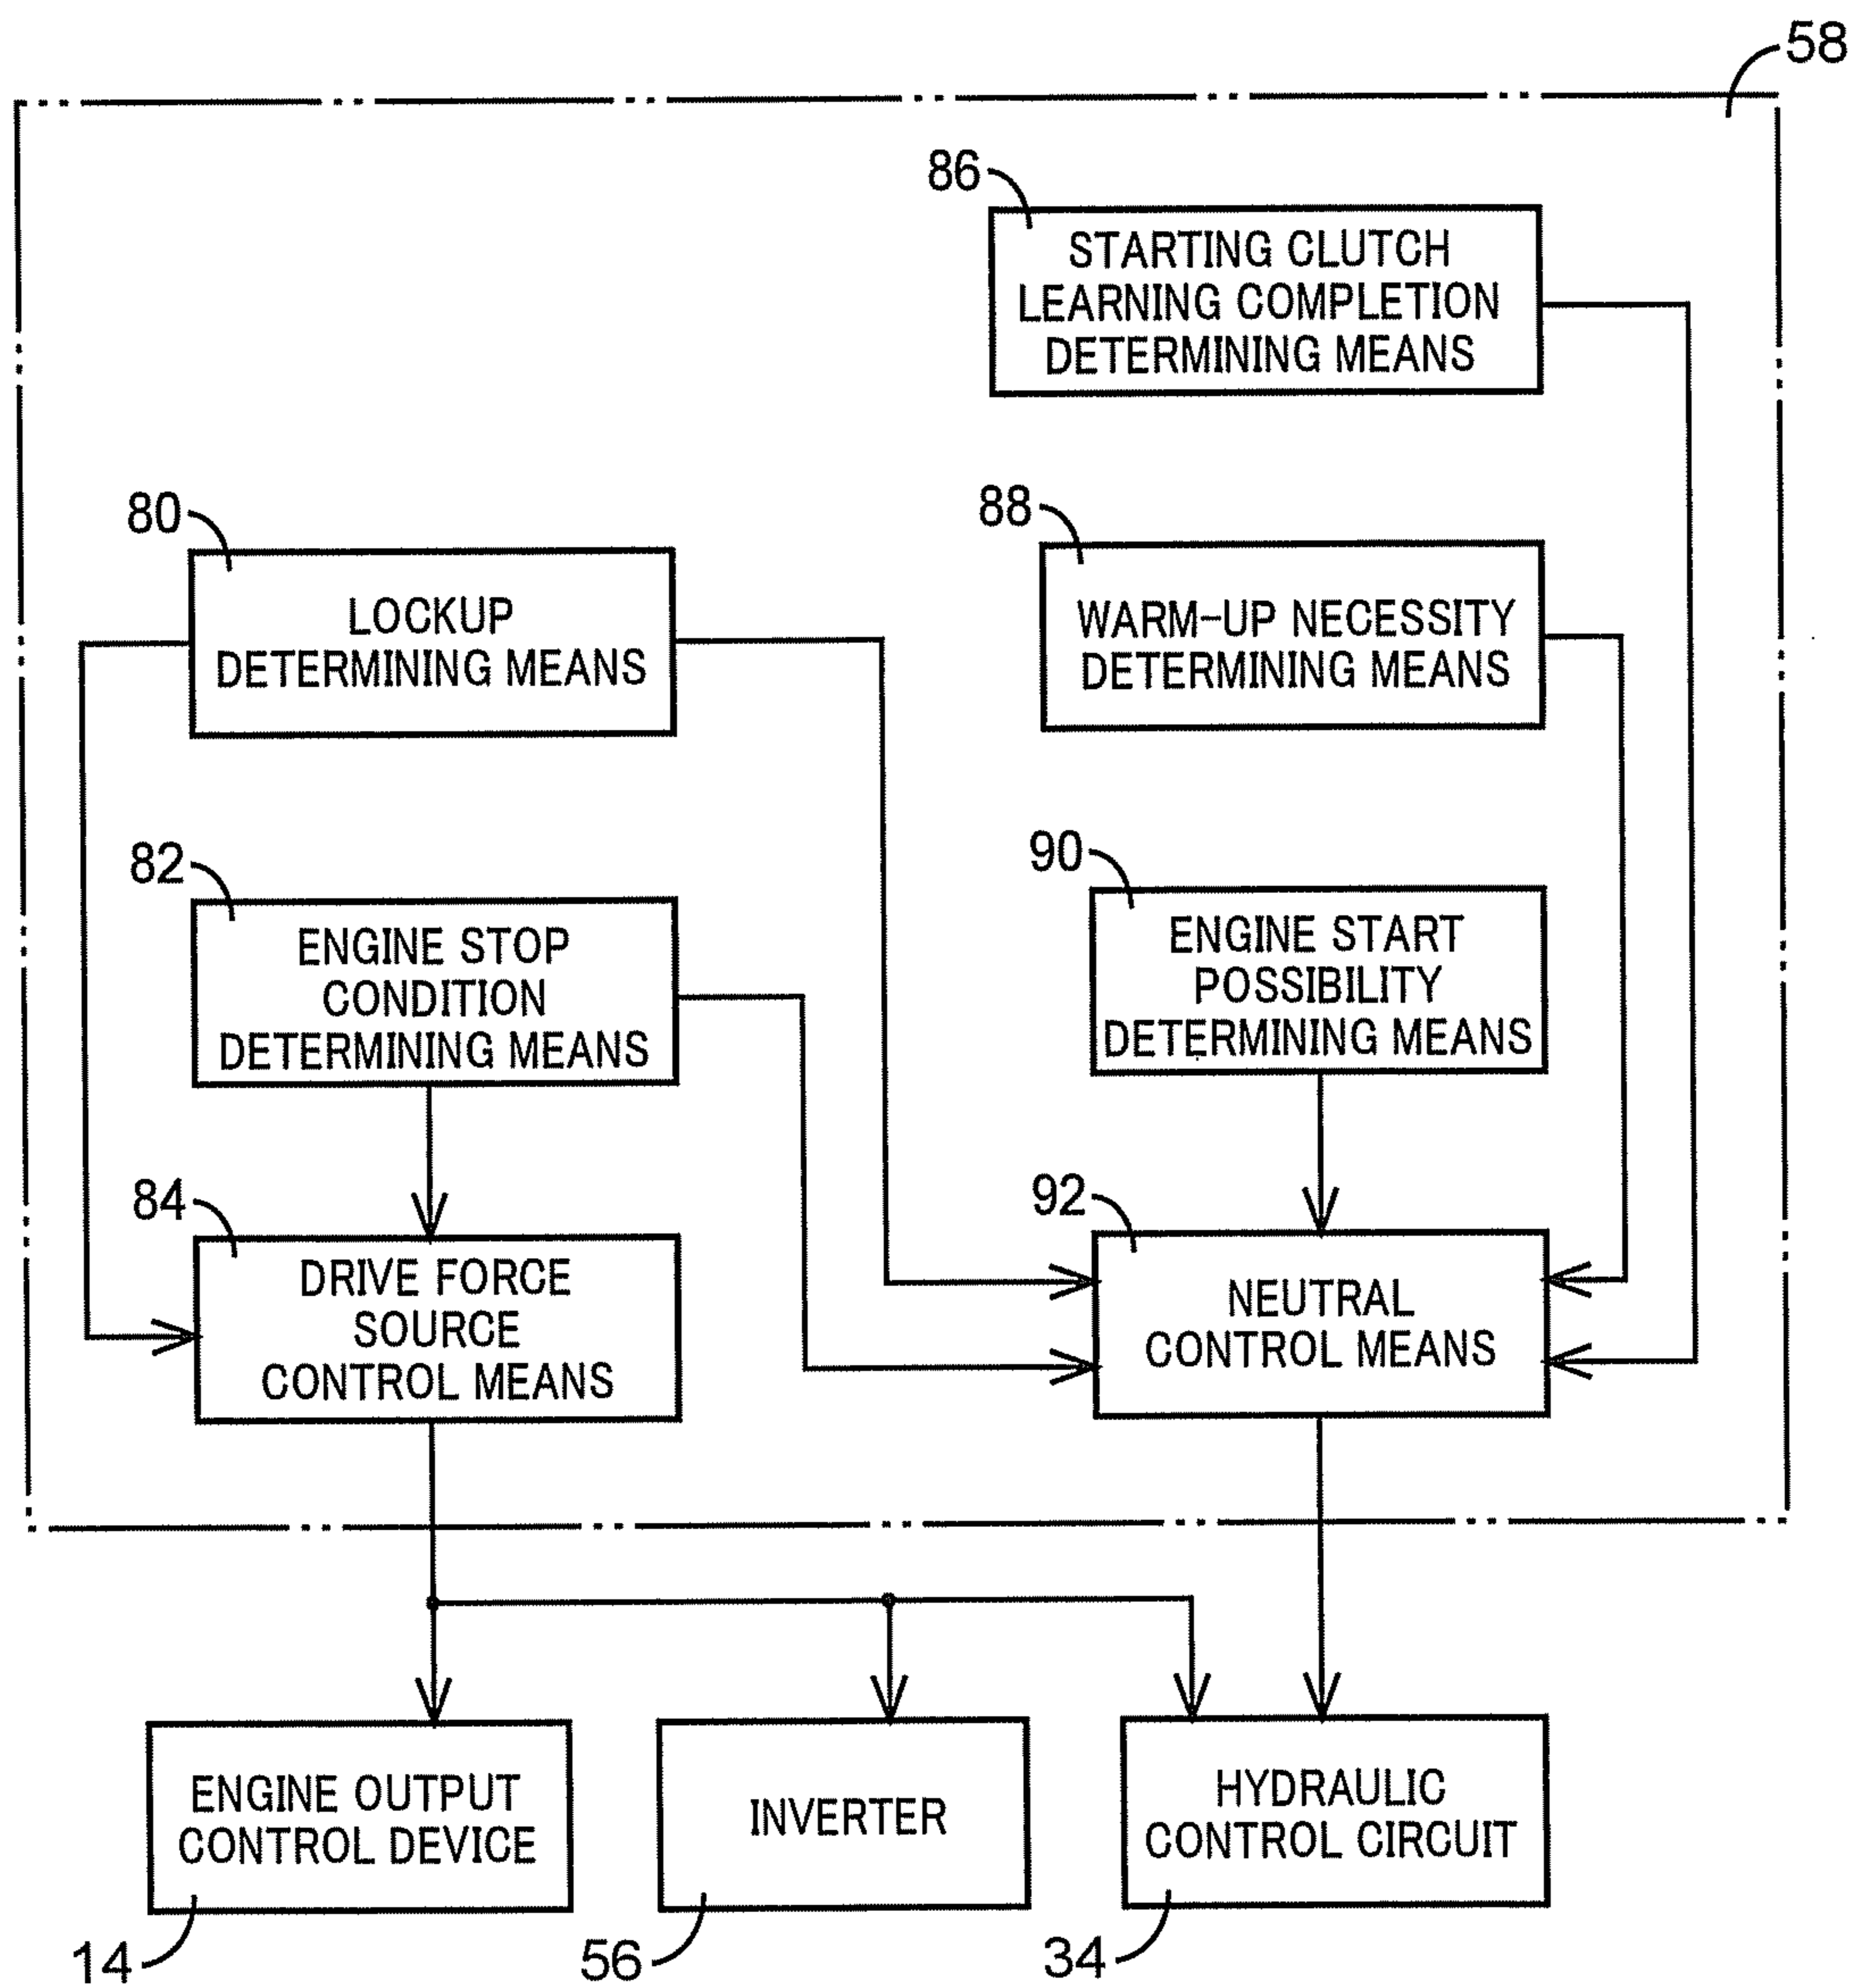 58
86
STARTING CLUTCH
LEARNING COMPLETION
DETERMINING MEANS
80
LOCKUP
DETERMINING MEANS
88
WARM-UP NECESSITY
DETERMINING MEANS
82
ENGINE STOP
CONDITION
DETERMINING MEANS
90
ENGINE START
POSSIBILITY
DETERMINING MEANS
84
DRIVE FORCE
SOURCE
CONTROL MEANS
92
NEUTRAL
CONTROL MEANS
ENGINE OUTPUT
CONTROL DEVICE
14
INVERTER
56
HYDRAULIC
CONTROL CIRCUIT
34